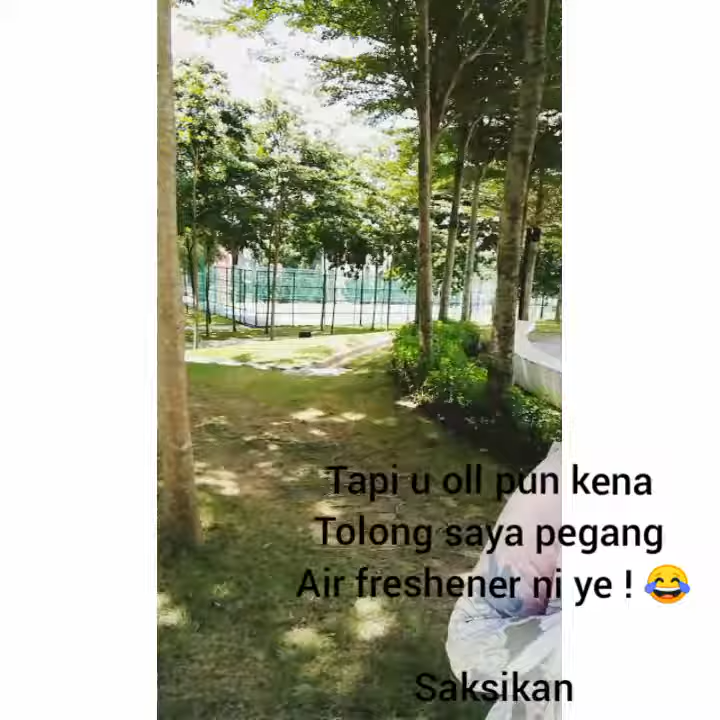 Tapi u oll pun kena
Tolong saya pegang
Air freshener ni ye ! 😂
Saksikan